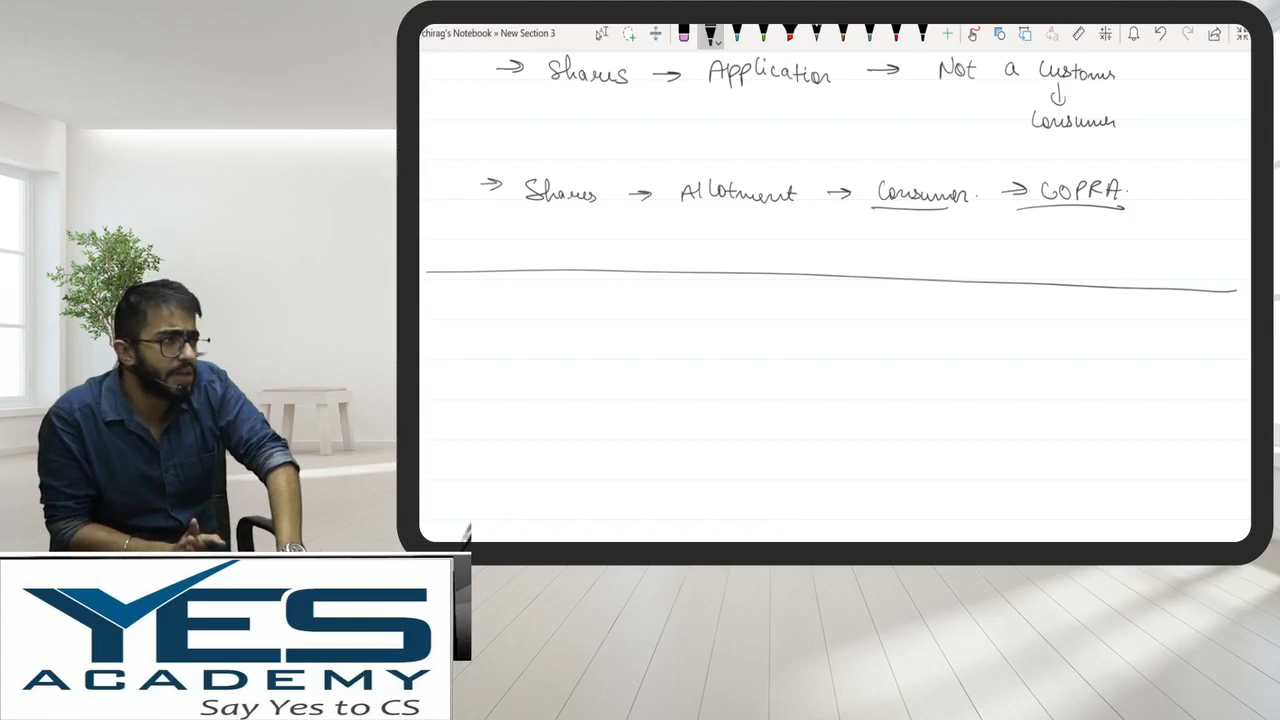 chirag's Notebook » New Section 3
→ Shares → Application → Not a Customer
↓
Consumer
→ Shares → Allotment → Consumer. → COPRA.
YES
ACADEMY
Say Yes to CS